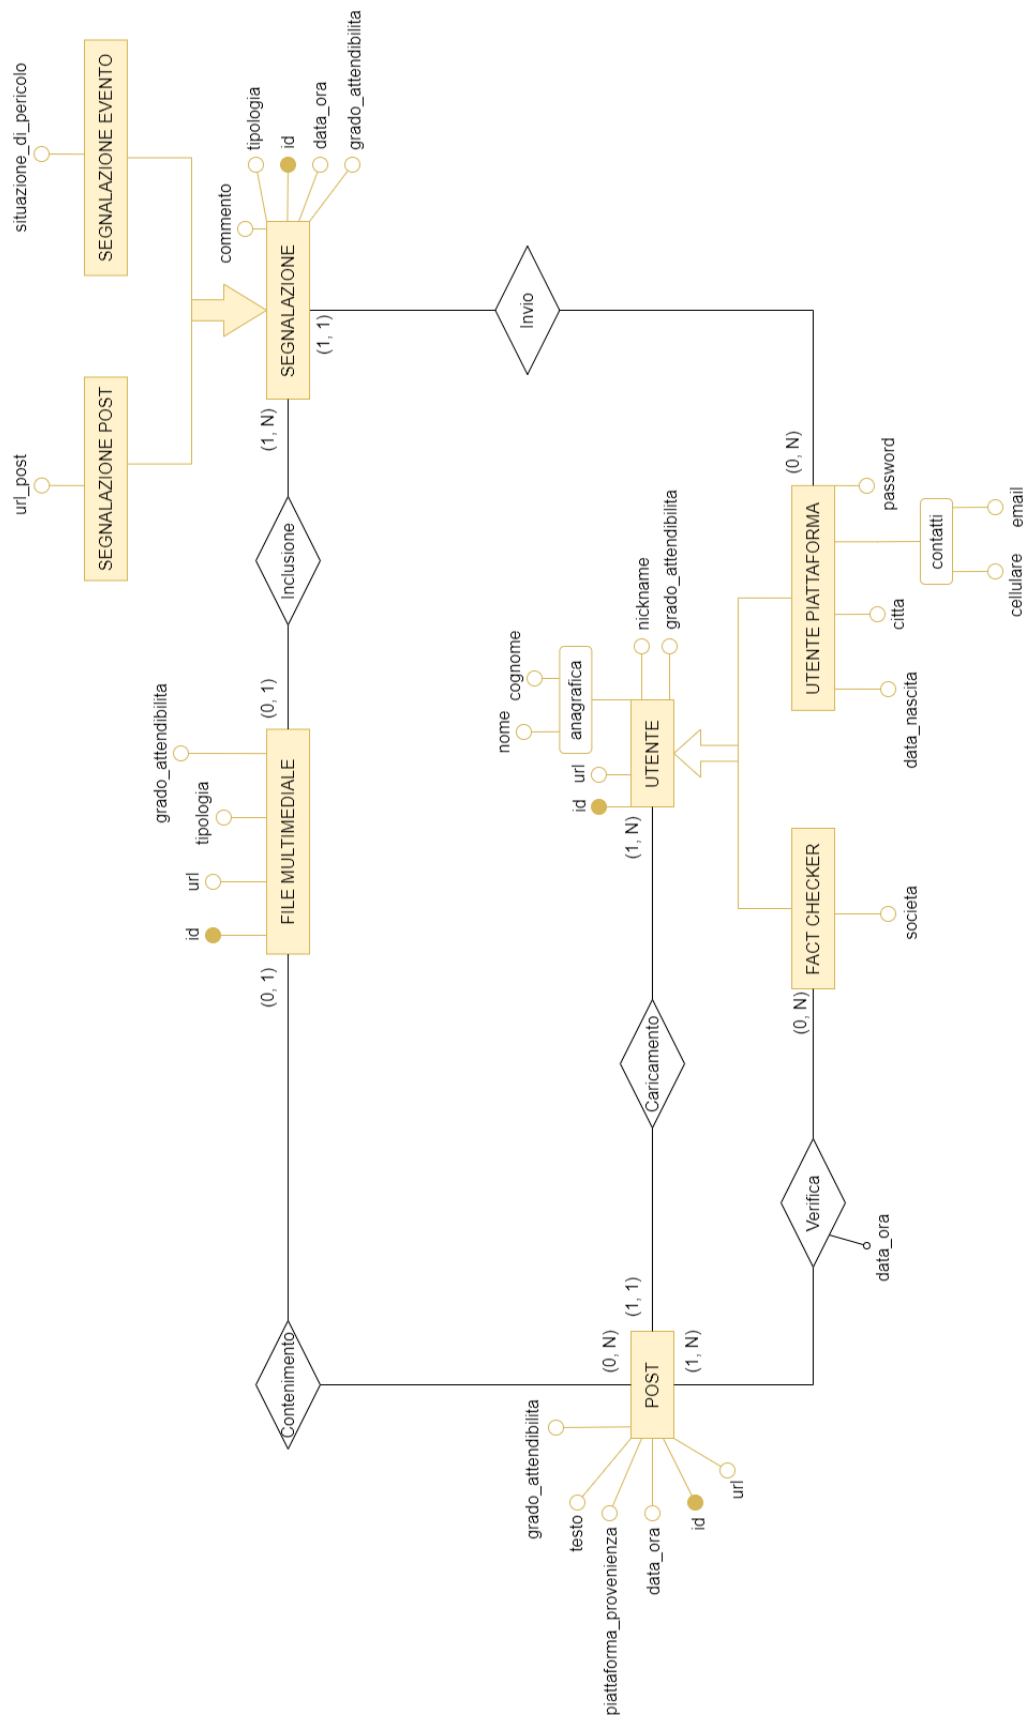 situazione_di_pericolo
SEGNALAZIONE EVENTO
url_post
SEGNALAZIONE POST
commento
tipologia
id
data_ora
grado_attendibilita
SEGNALAZIONE
(1, N)
(1, 1)
Inclusione
Invio
(0, 1)
grado_attendibilita
tipologia
url
id
FILE MULTIMEDIALE
(0, 1)
Contenimento
nome
cognome
anagrafica
nickname
grado_attendibilita
id
url
UTENTE
(1, N)
Caricamento
(1, 1)
(0, N)
UTENTE PIATTAFORMA
password
contatti
email
cellulare
citta
data_nascita
FACT CHECKER
societa
(0, N)
Verifica
data_ora
(0, N)
(1, N)
POST
grado_attendibilita
testo
piattaforma_provenienza
data_ora
id
url